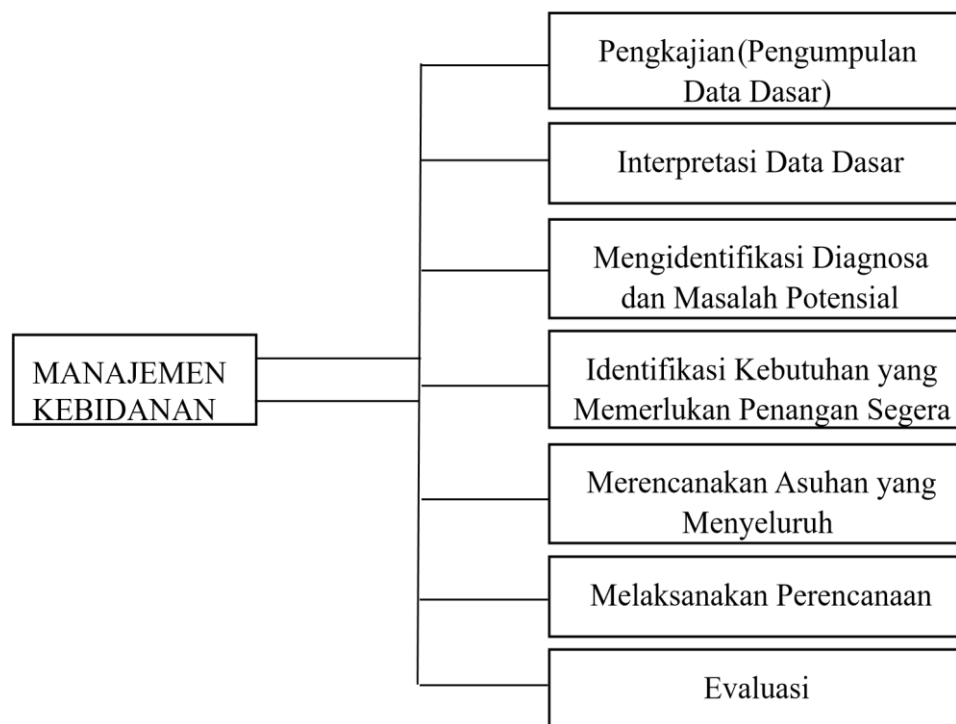 Pengkajian(Pengumpulan
Data Dasar)
Interpretasi Data Dasar
Mengidentifikasi Diagnosa
dan Masalah Potensial
MANAJEMEN
KEBIDANAN
Identifikasi Kebutuhan yang
Memerlukan Penangan Segera
Merencanakan Asuhan yang
Menyeluruh
Melaksanakan Perencanaan
Evaluasi